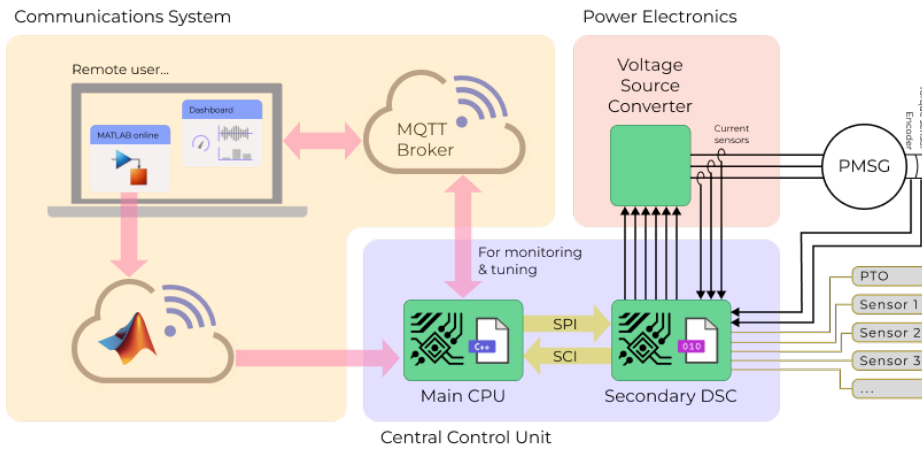 Communications System
Power Electronics
Remote user...
Dashboard
MATLAB online
MQTT
Broker
Voltage
Source
Converter
Current
sensors
Encoder
PMSG
For monitoring
& tuning
SPI
SCI
C++
010
Main CPU
Secondary DSC
PTO
Sensor 1
Sensor 2
Sensor 3
...
Central Control Unit